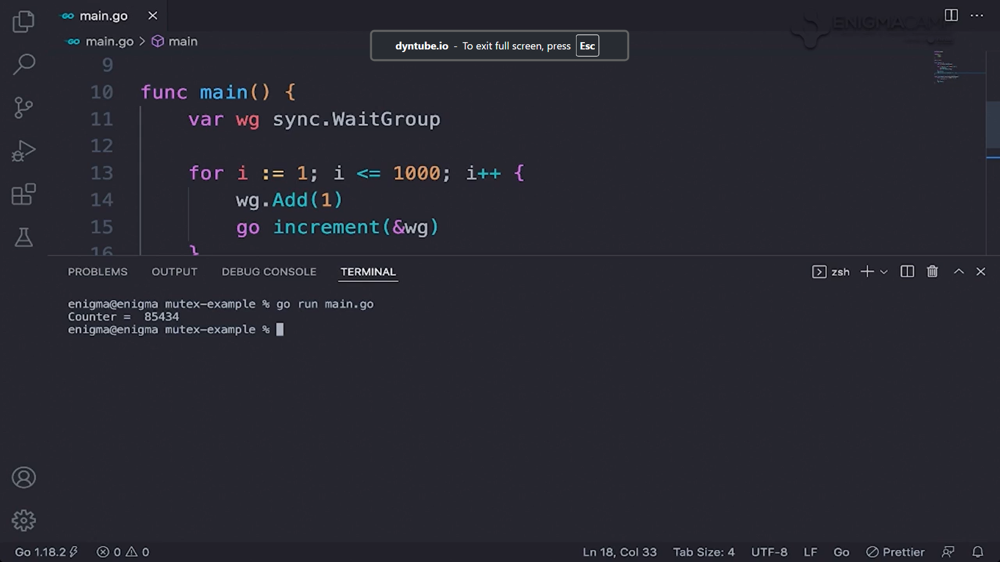 main.go
main.go > main
dyntube.io - To exit full screen, press Esc
ENIGMACAMP
9
10 func main() {
11 var wg sync.WaitGroup
12
13 for i := 1; i <= 1000; i++ {
14 wg.Add(1)
15 go increment(&wg)
16 }
PROBLEMS OUTPUT DEBUG CONSOLE TERMINAL zsh
enigma@enigma mutex-example % go run main.go
Counter =  85434
enigma@enigma mutex-example %
Go 1.18.2 0 0 Ln 18, Col 33 Tab Size: 4 UTF-8 LF Go Prettier